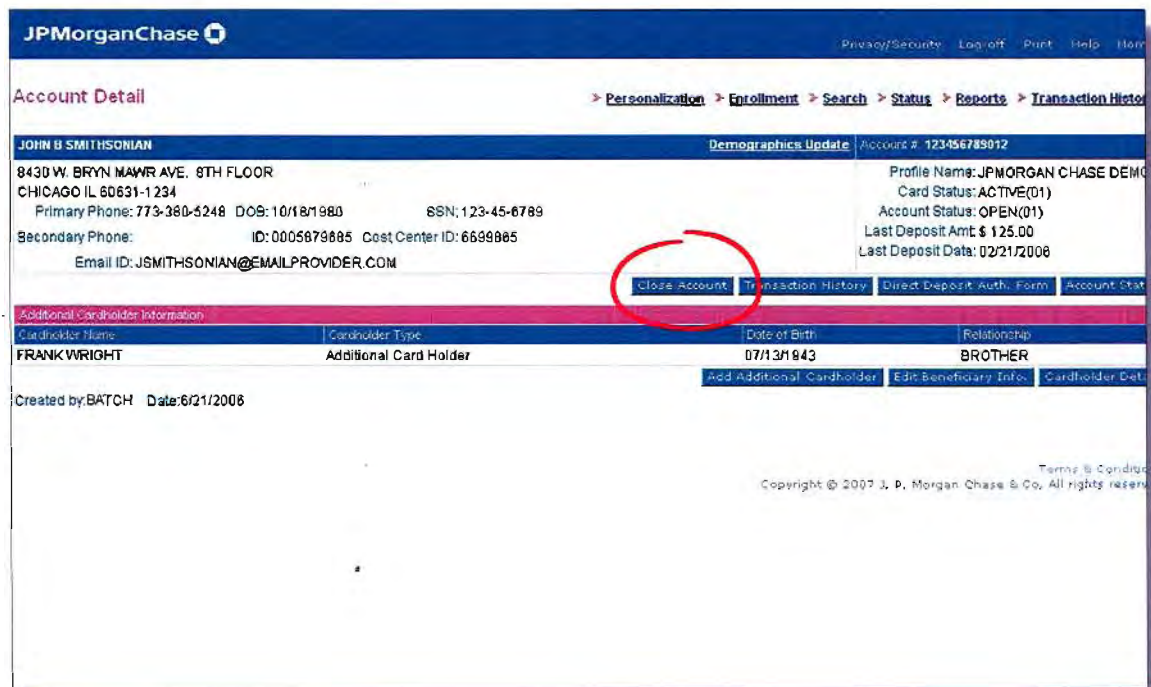 JPMorganChase
Privacy/Security Log-off Print Help Hom
Account Detail
> Personalization > Enrollment > Search > Status > Reports > Transaction Histor
JOHN B SMITHSONIAN Demographics Update Account #: 123456789012
8430 W. BRYN MAWR AVE. 8TH FLOOR Profile Name: JPMORGAN CHASE DEMO
CHICAGO IL 60631-1234 Card Status: ACTIVE(01)
Primary Phone: 773-380-5248 DOB: 10/18/1980 SSN: 123-45-6789 Account Status: OPEN(01)
Secondary Phone: ID: 0005879885 Cost Center ID: 6699865 Last Deposit Amt: $ 125.00
Email ID: JSMITHSONIAN@EMAILPROVIDER.COM Last Deposit Date: 02/21/2006
Close Account Transaction History Direct Deposit Auth. Form Account Stat
Additional Cardholder Information
Cardholder Name Cardholder Type Date of Birth Relationship
FRANK WRIGHT Additional Card Holder 07/13/1943 BROTHER
Add Additional Cardholder Edit Beneficiary Info. Cardholder Deta
Created by:BATCH Date:6/21/2006
Terms & Conditio
Copyright © 2007 J. P. Morgan Chase & Co. All rights reserv